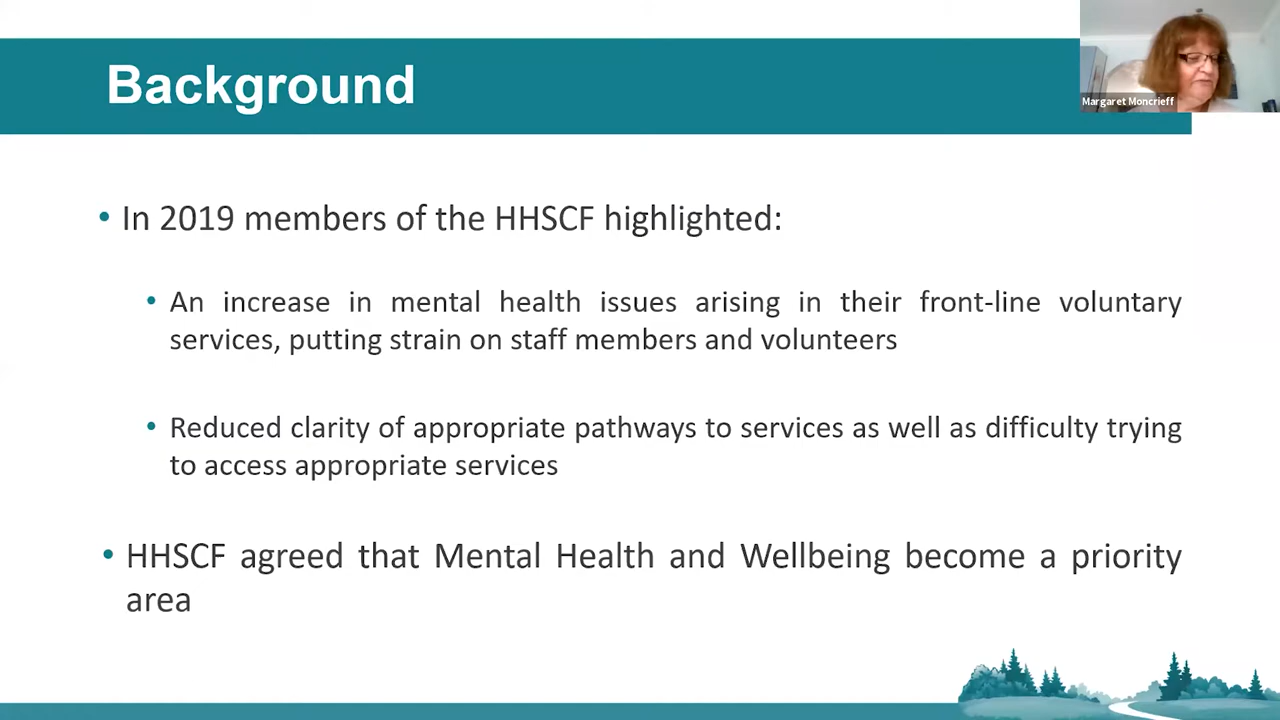 Background
Margaret Moncrieff
• In 2019 members of the HHSCF highlighted:
• An increase in mental health issues arising in their front-line voluntary
services, putting strain on staff members and volunteers
• Reduced clarity of appropriate pathways to services as well as difficulty trying
to access appropriate services
• HHSCF agreed that Mental Health and Wellbeing become a priority
area